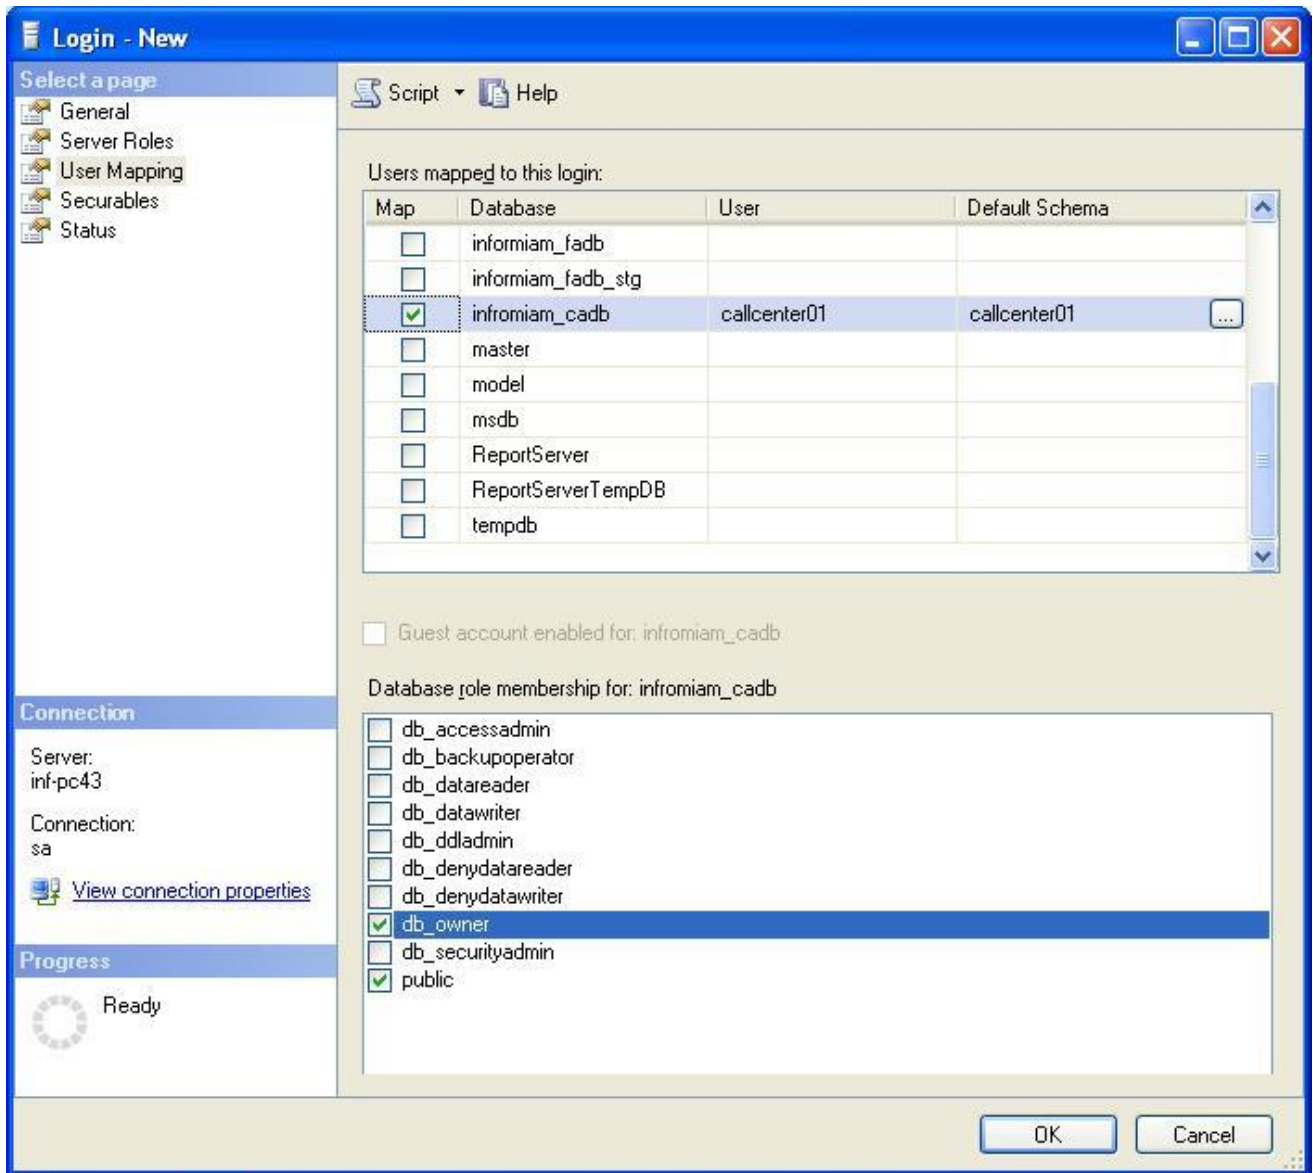 Login - New
Select a page
General
Server Roles
User Mapping
Securables
Status
Script Help
Users mapped to this login:
Map Database User Default Schema
informiam_fadb
informiam_fadb_stg
infromiam_cadb callcenter01 callcenter01 ...
master
model
msdb
ReportServer
ReportServerTempDB
tempdb
Guest account enabled for: infromiam_cadb
Database role membership for: infromiam_cadb
db_accessadmin
db_backupoperator
db_datareader
db_datawriter
db_ddladmin
db_denydatareader
db_denydatawriter
db_owner
db_securityadmin
public
Connection
Server:
inf-pc43
Connection:
sa
View connection properties
Progress
Ready
OK Cancel